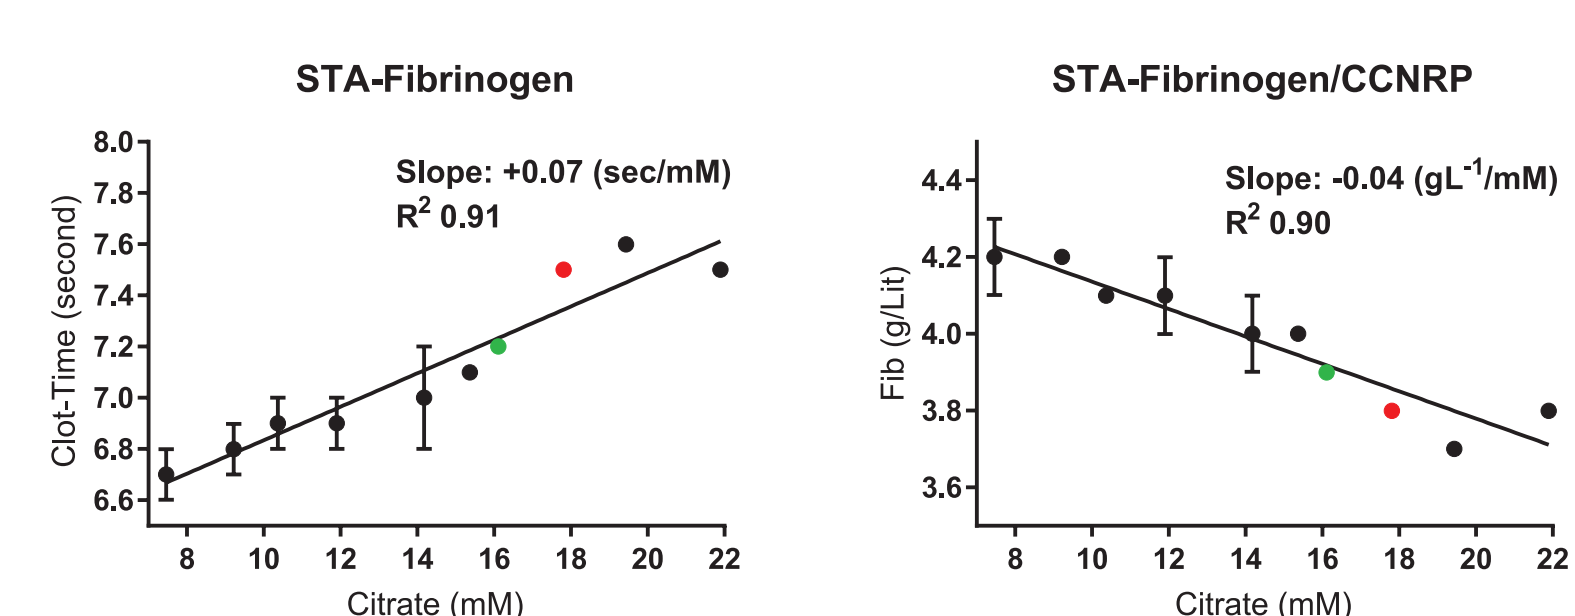 STA-Fibrinogen
Slope: +0.07 (sec/mM)
R² 0.91
Clot-Time (second)
8.0
7.8
7.6
7.4
7.2
7.0
6.8
6.6
8 10 12 14 16 18 20 22
Citrate (mM)
STA-Fibrinogen/CCNRP
Slope: -0.04 (gL⁻¹/mM)
R² 0.90
Fib (g/Lit)
4.4
4.2
4.0
3.8
3.6
8 10 12 14 16 18 20 22
Citrate (mM)